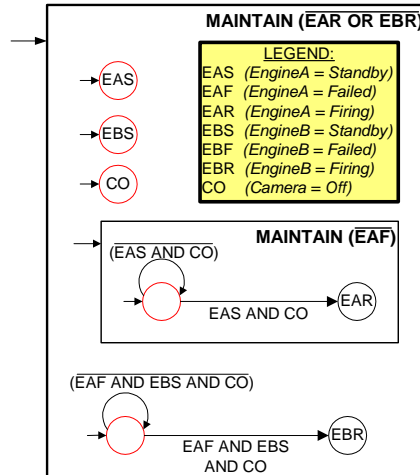 MAINTAIN (EAR OR EBR)
LEGEND:
EAS (EngineA = Standby)
EAF (EngineA = Failed)
EAR (EngineA = Firing)
EBS (EngineB = Standby)
EBF (EngineB = Failed)
EBR (EngineB = Firing)
CO (Camera = Off)
EAS
EBS
CO
MAINTAIN (EAF)
(EAS AND CO)
EAR
EAS AND CO
(EAF AND EBS AND CO)
EBR
EAF AND EBS
AND CO